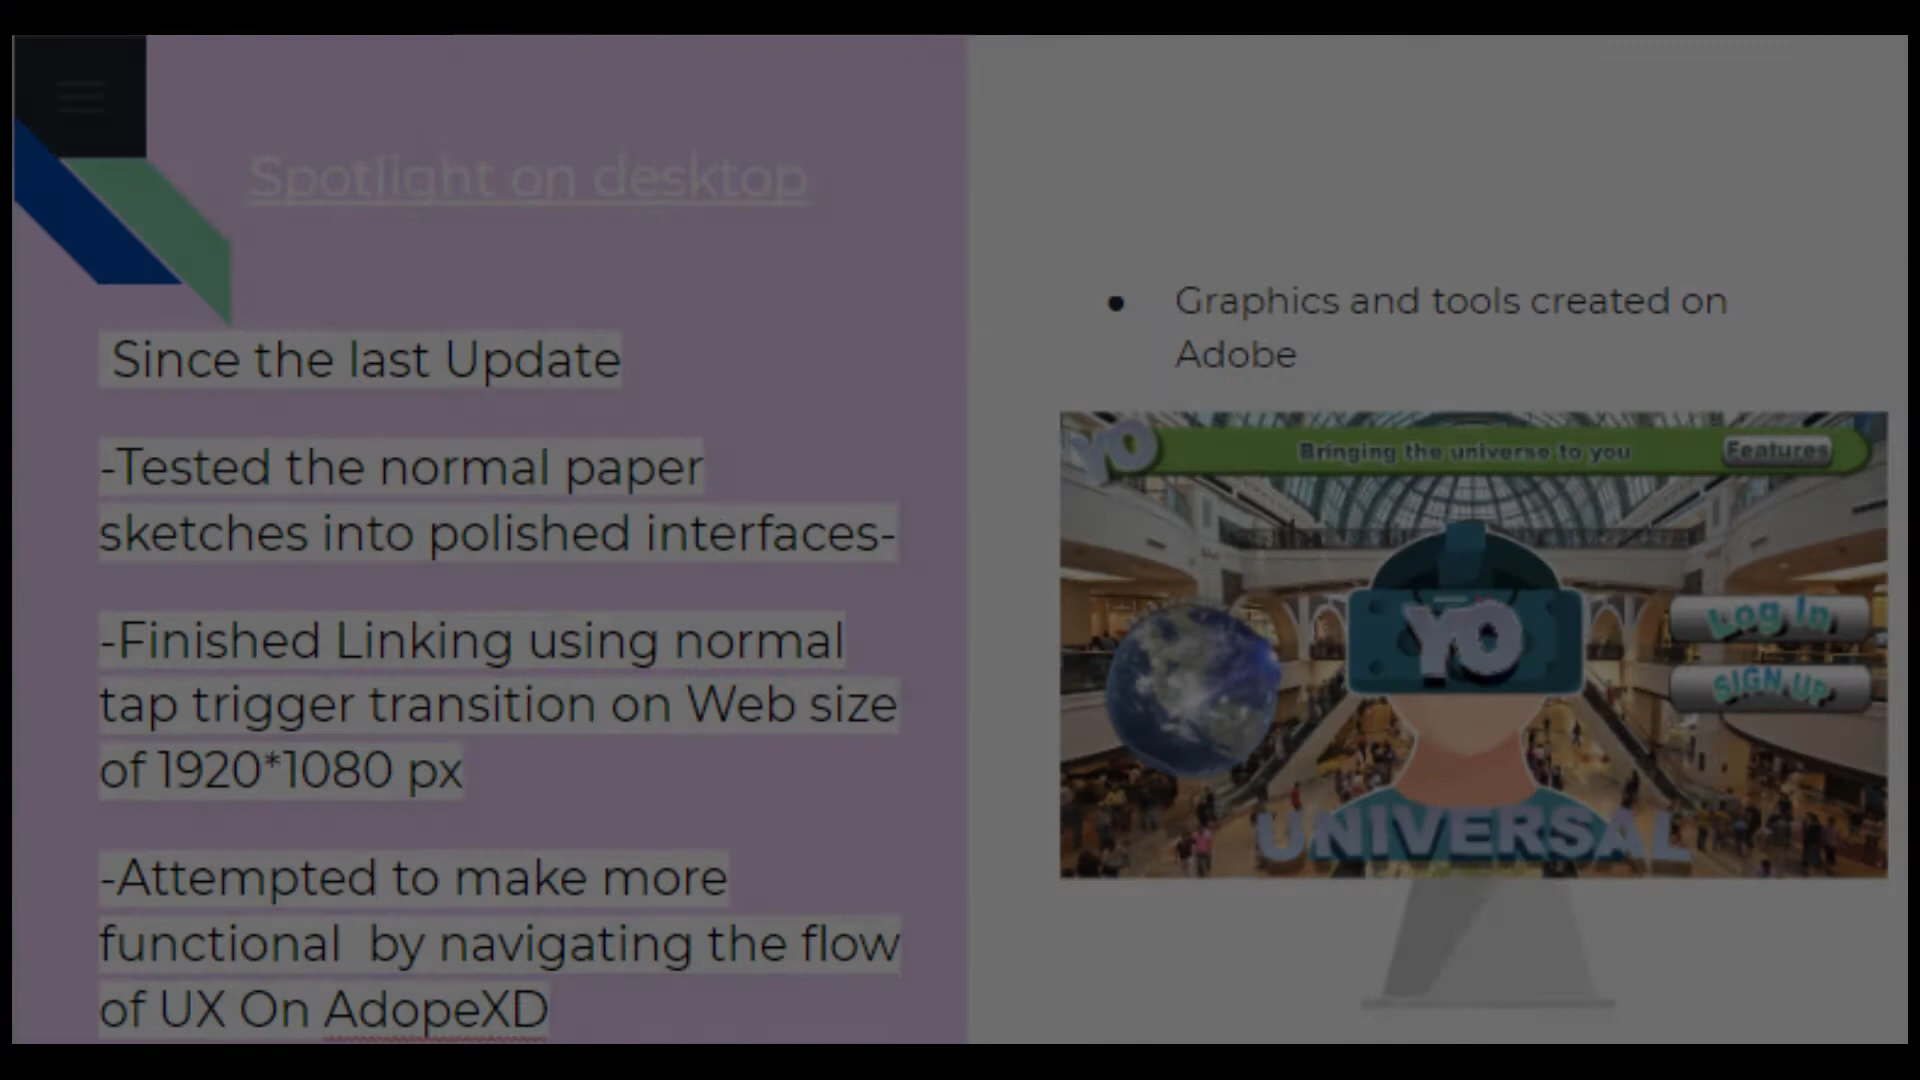 Spotlight on desktop
Since the last Update
-Tested the normal paper
sketches into polished interfaces-
-Finished Linking using normal
tap trigger transition on Web size
of 1920*1080 px
-Attempted to make more
functional by navigating the flow
of UX On AdopeXD
● Graphics and tools created on
Adobe
YO
Bringing the universe to you
Features
YO
Log In
SIGN UP
UNIVERSAL